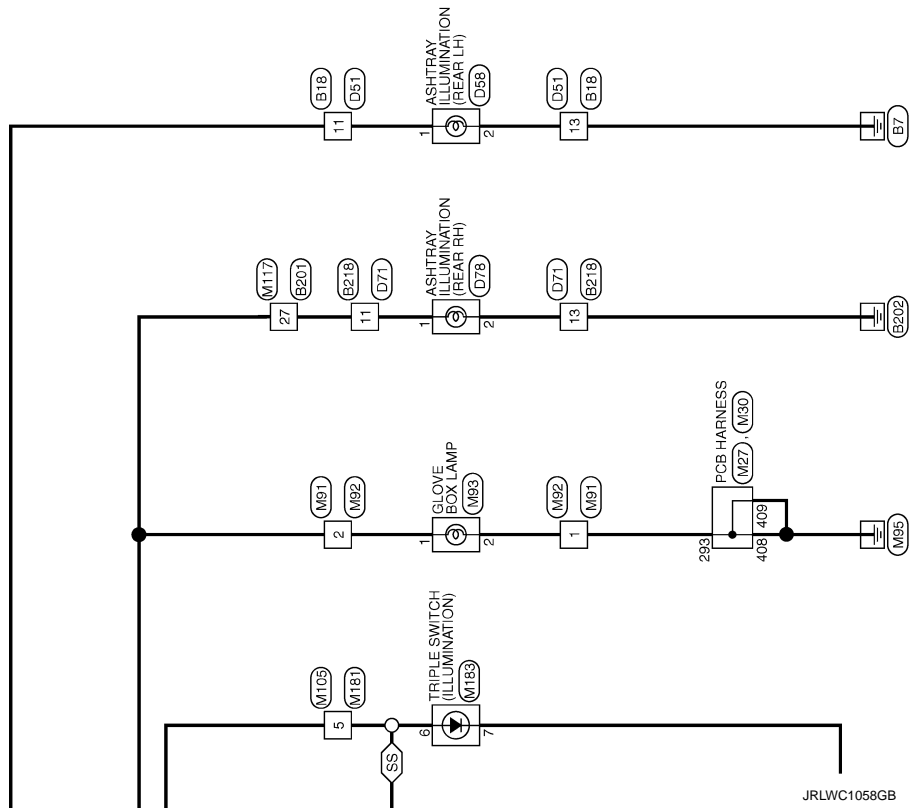 B18
D51
11
1
ASHTRAY
ILLUMINATION
(REAR LH)
D58
2
D51
B18
13
B7
M117
B201
27
B218
D71
11
1
ASHTRAY
ILLUMINATION
(REAR RH)
D78
2
D71
B218
13
B202
M91
M92
2
1
GLOVE
BOX LAMP
M93
2
M92
M91
1
PCB HARNESS
M27 , M30
293
409
408
M95
M105
M181
5
SS
6
TRIPLE SWITCH
(ILLUMINATION)
M183
7
JRLWC1058GB